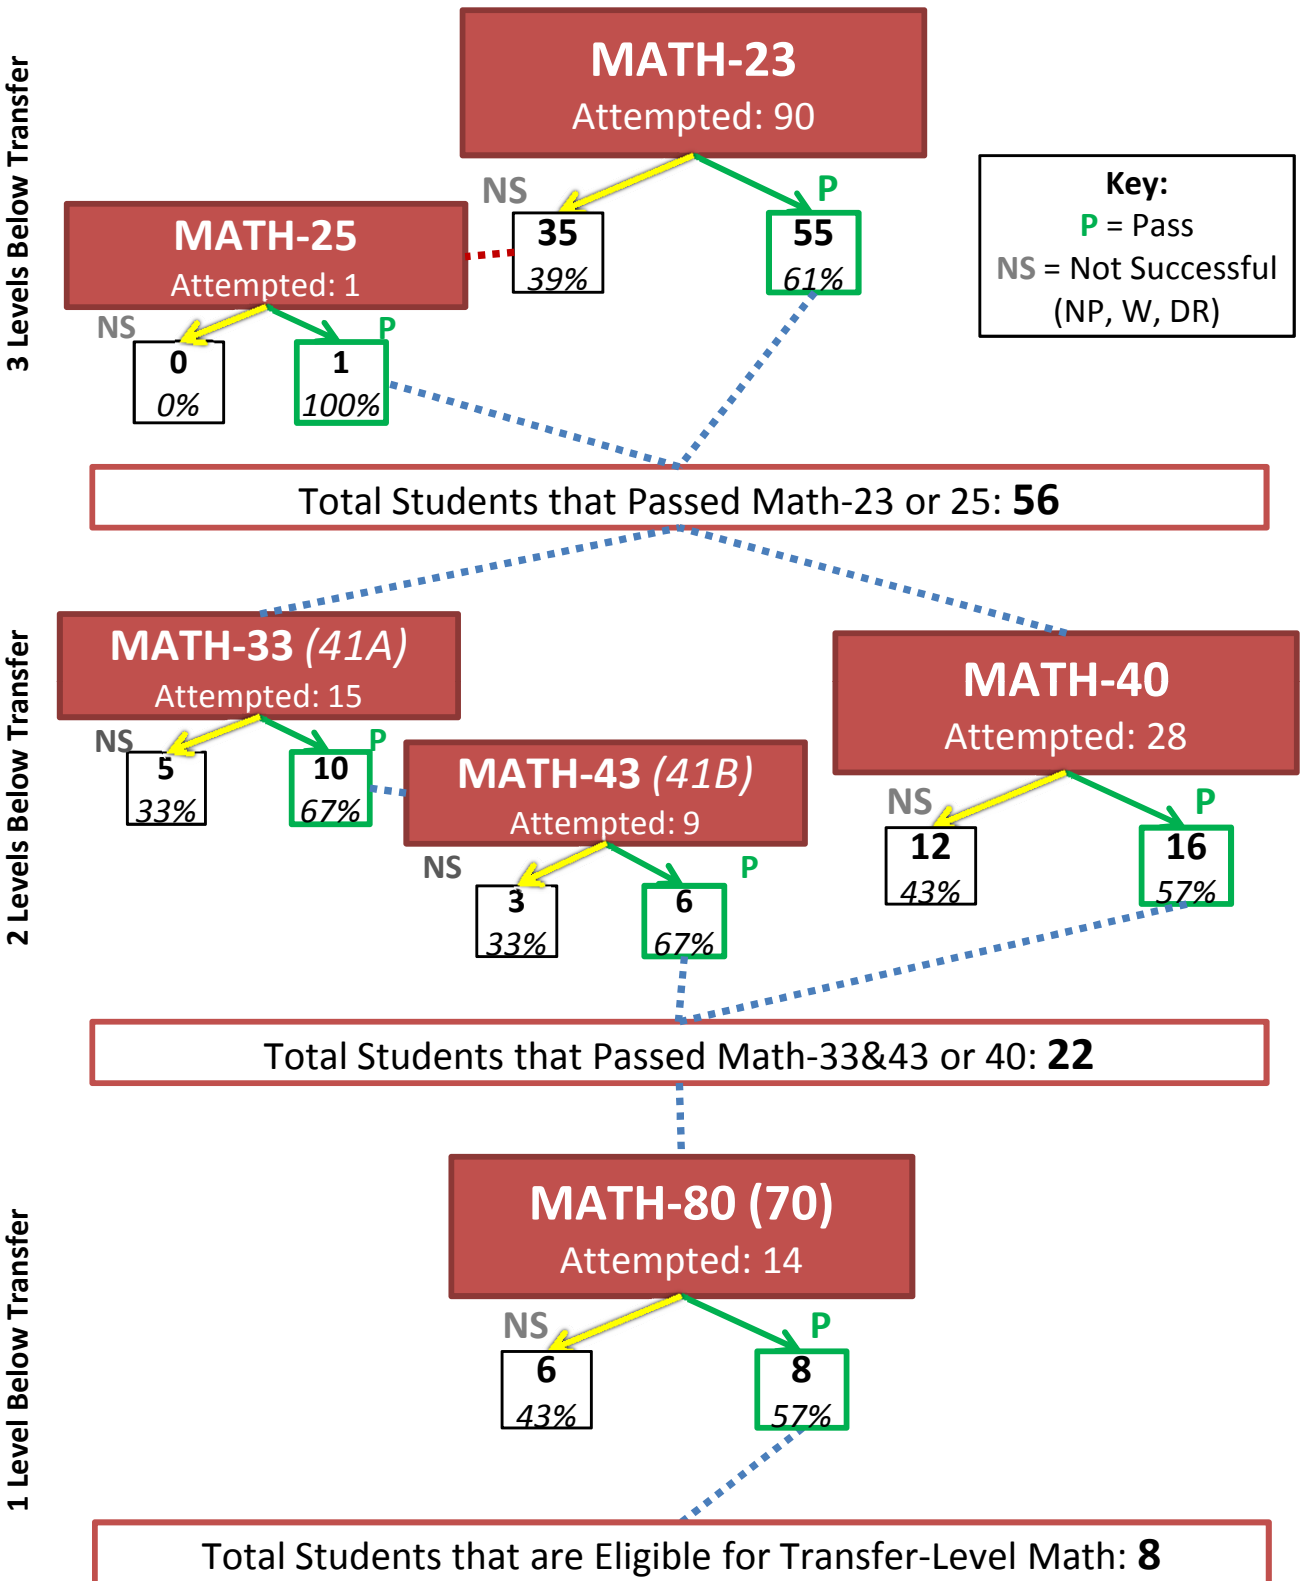 3 Levels Below Transfer
MATH-23
Attempted: 90
NS
P
35
39%
55
61%
Key:
P = Pass
NS = Not Successful
(NP, W, DR)
MATH-25
Attempted: 1
NS
P
0
0%
1
100%
Total Students that Passed Math-23 or 25: 56
2 Levels Below Transfer
MATH-33 (41A)
Attempted: 15
NS
P
5
33%
10
67%
MATH-43 (41B)
Attempted: 9
NS
P
3
33%
6
67%
MATH-40
Attempted: 28
NS
P
12
43%
16
57%
Total Students that Passed Math-33&43 or 40: 22
1 Level Below Transfer
MATH-80 (70)
Attempted: 14
NS
P
6
43%
8
57%
Total Students that are Eligible for Transfer-Level Math: 8